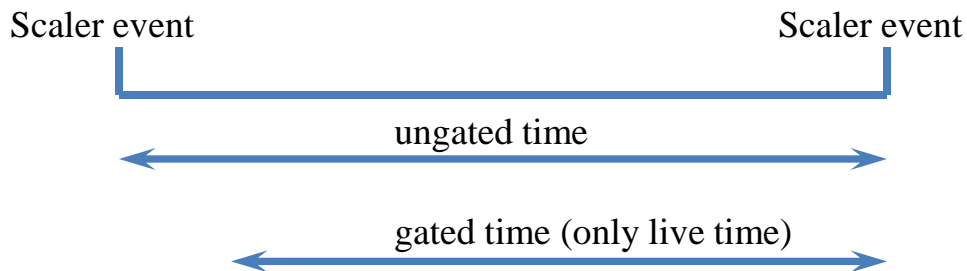 Scaler event
Scaler event
ungated time
gated time (only live time)